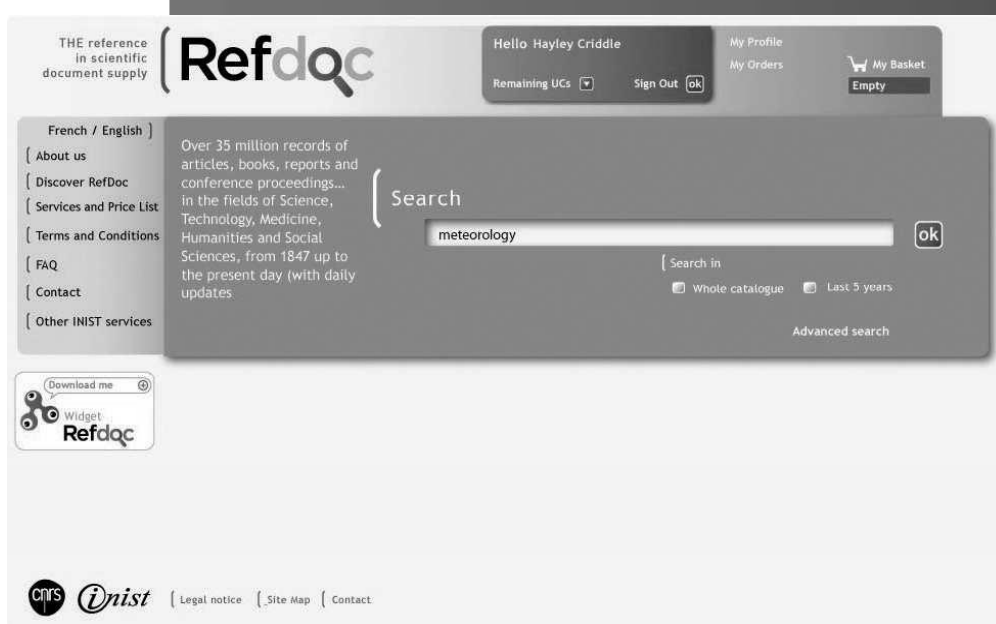 THE reference
in scientific
document supply
Refdoc
Hello Hayley Criddle
Remaining UCs
Sign Out ok
My Profile
My Orders
My Basket
Empty
French / English
About us
Discover RefDoc
Services and Price List
Terms and Conditions
FAQ
Contact
Other INIST services
Over 35 million records of
articles, books, reports and
conference proceedings...
in the fields of Science,
Technology, Medicine,
Humanities and Social
Sciences, from 1847 up to
the present day (with daily
updates
Search
meteorology
ok
Search in
Whole catalogue
Last 5 years
Advanced search
Download me
Widget
Refdoc
cnrs
inist
Legal notice
Site Map
Contact